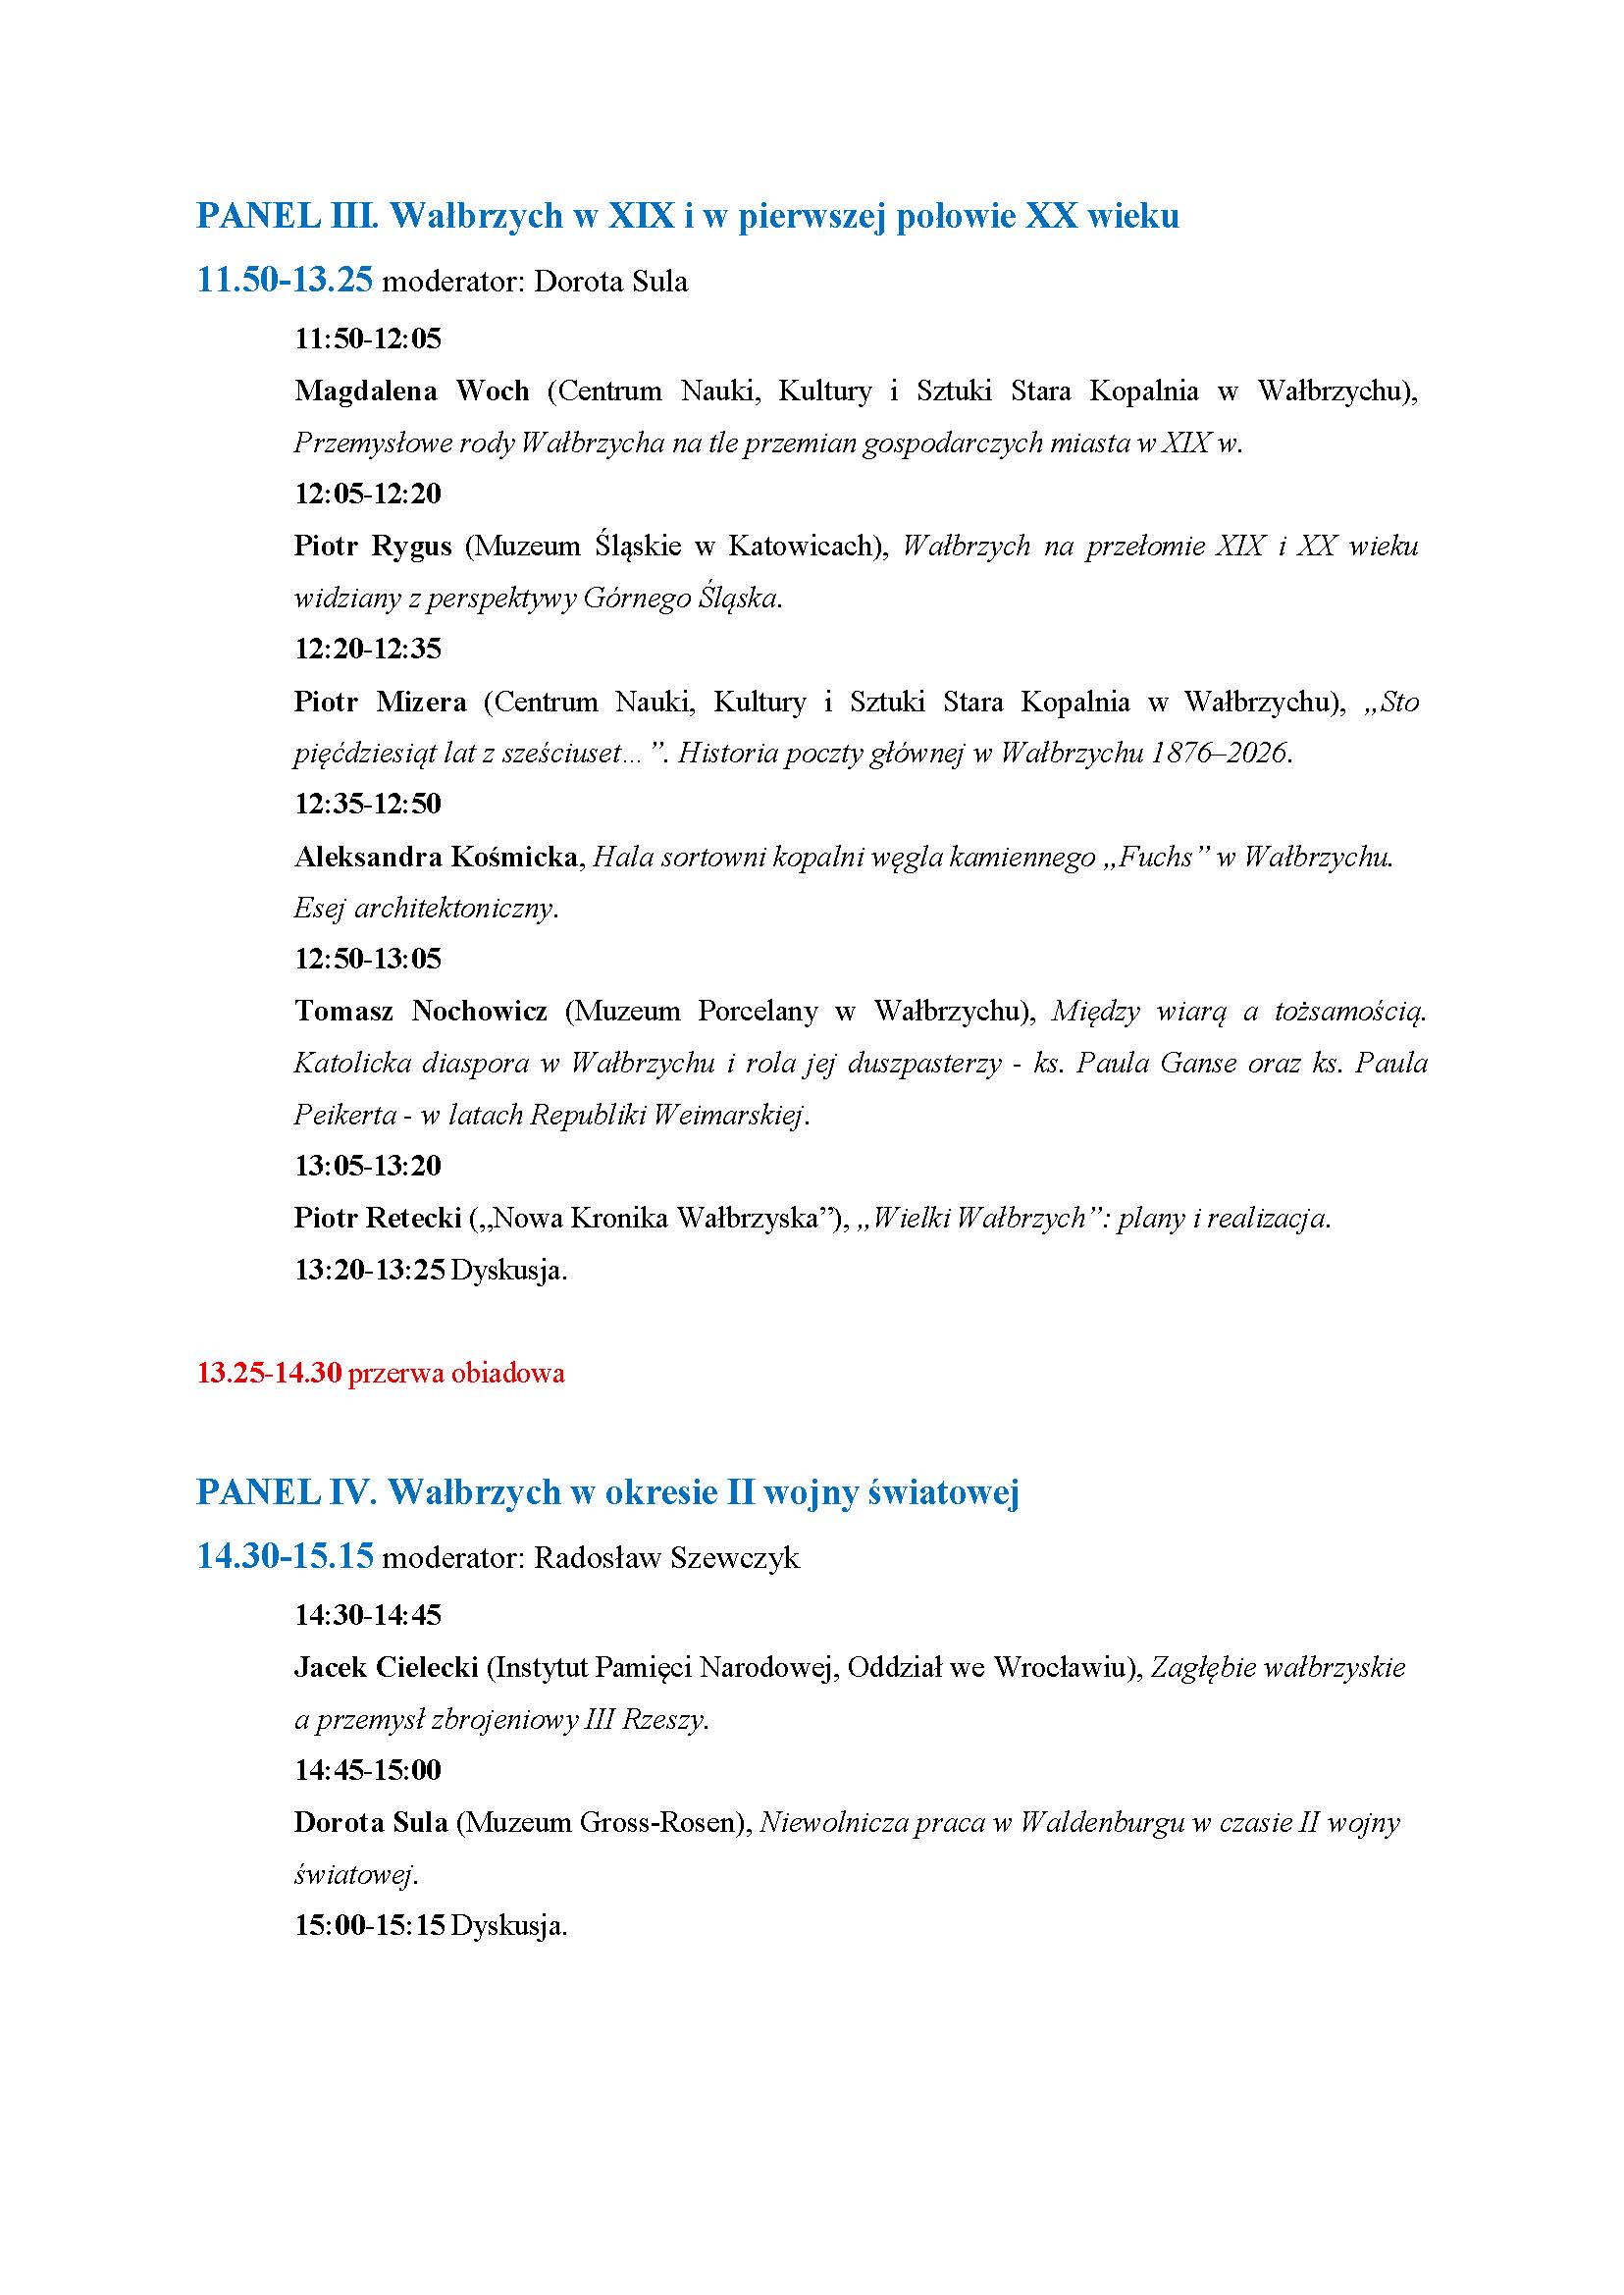 PANEL III. Wałbrzych w XIX i w pierwszej połowie XX wieku
11.50-13.25 moderator: Dorota Sula
11:50-12:05
Magdalena Woch (Centrum Nauki, Kultury i Sztuki Stara Kopalnia w Wałbrzychu),
Przemysłowe rody Wałbrzycha na tle przemian gospodarczych miasta w XIX w.
12:05-12:20
Piotr Rygus (Muzeum Śląskie w Katowicach), Wałbrzych na przełomie XIX i XX wieku
widziany z perspektywy Górnego Śląska.
12:20-12:35
Piotr Mizera (Centrum Nauki, Kultury i Sztuki Stara Kopalnia w Wałbrzychu), „Sto
pięćdziesiąt lat z sześciuset... ”. Historia poczty głównej w Wałbrzychu 1876–2026.
12:35-12:50
Aleksandra Kośmicka, Hala sortowni kopalni węgla kamiennego „Fuchs” w Wałbrzychu.
Esej architektoniczny.
12:50-13:05
Tomasz Nochowicz (Muzeum Porcelany w Wałbrzychu), Między wiarą a tożsamością.
Katolicka diaspora w Wałbrzychu i rola jej duszpasterzy - ks. Paula Ganse oraz ks. Paula
Peikerta - w latach Republiki Weimarskiej.
13:05-13:20
Piotr Retecki („Nowa Kronika Wałbrzyska”), „Wielki Wałbrzych”: plany i realizacja.
13:20-13:25 Dyskusja.
13.25-14.30 przerwa obiadowa
PANEL IV. Wałbrzych w okresie II wojny światowej
14.30-15.15 moderator: Radosław Szewczyk
14:30-14:45
Jacek Cielecki (Instytut Pamięci Narodowej, Oddział we Wrocławiu), Zagłębie wałbrzyskie
a przemysł zbrojeniowy III Rzeszy.
14:45-15:00
Dorota Sula (Muzeum Gross-Rosen), Niewolnicza praca w Waldenburgu w czasie II wojny
światowej.
15:00-15:15 Dyskusja.